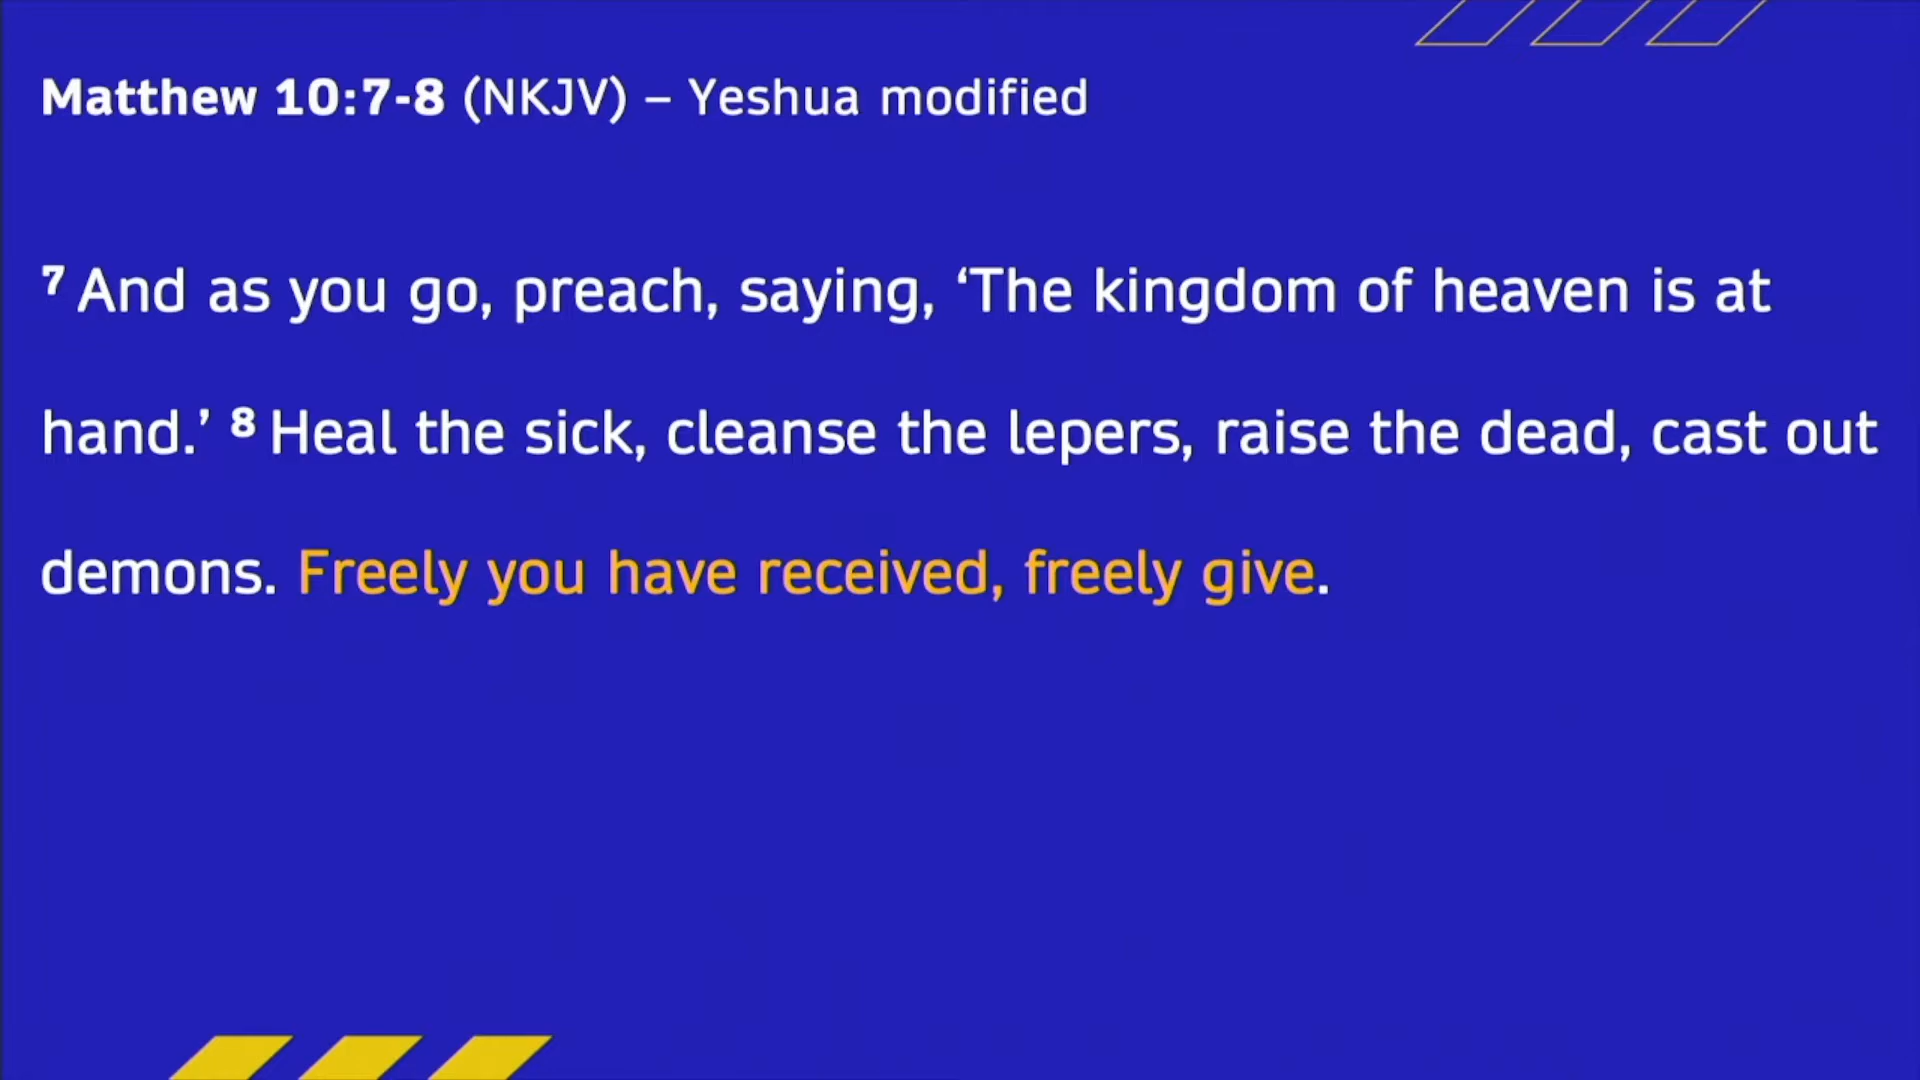 Matthew 10:7-8 (NKJV) – Yeshua modified
7 And as you go, preach, saying, ‘The kingdom of heaven is at
hand.’ 8 Heal the sick, cleanse the lepers, raise the dead, cast out
demons. Freely you have received, freely give.